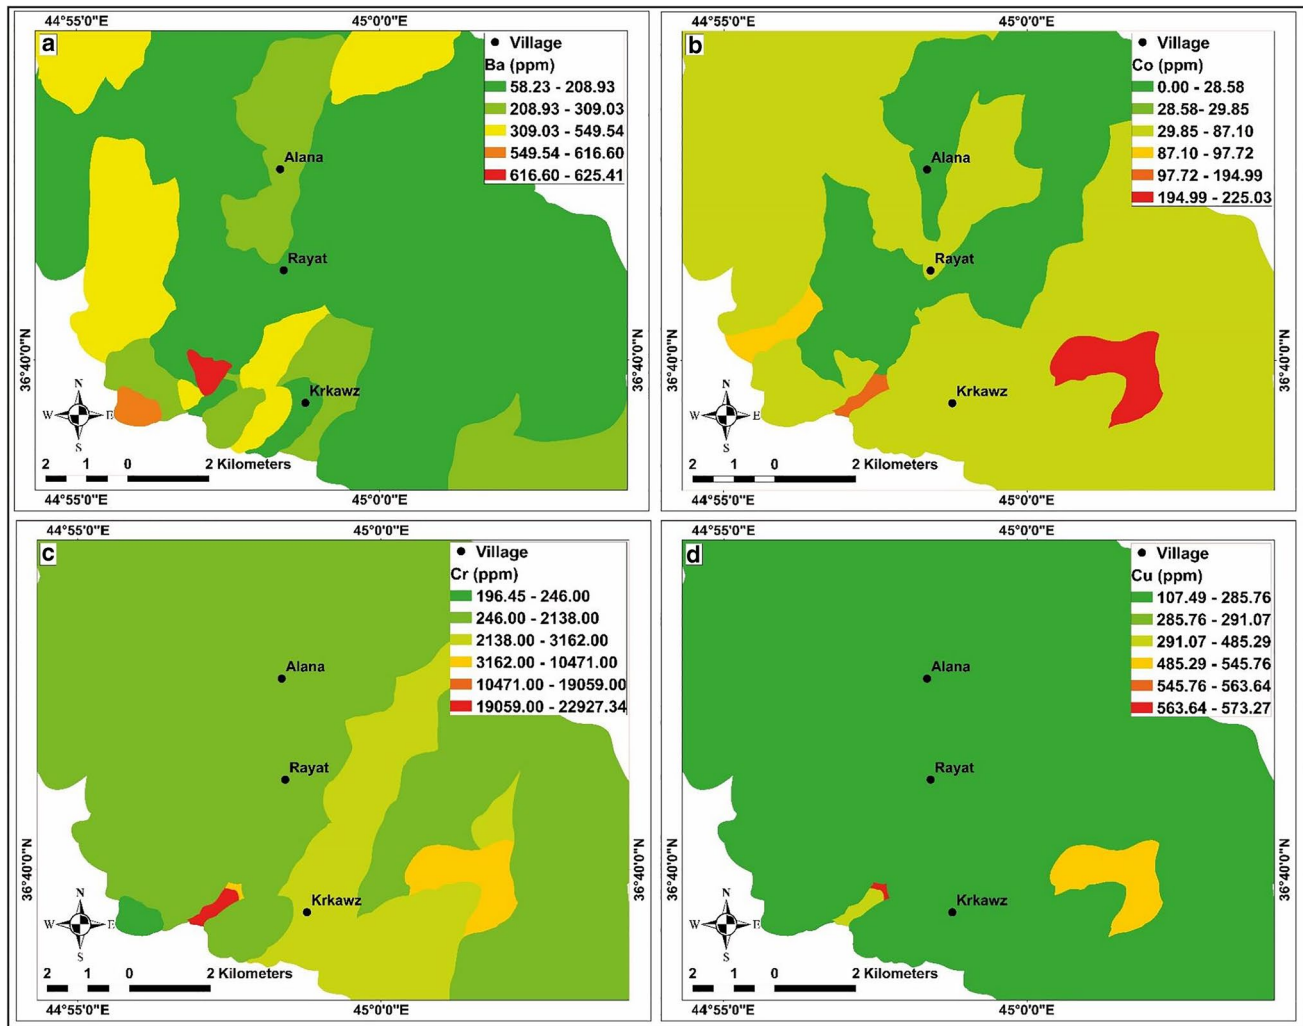 44°55'0"E 45°0'0"E
a
Village
Ba (ppm)
58.23 - 208.93
208.93 - 309.03
309.03 - 549.54
549.54 - 616.60
616.60 - 625.41
Alana
Rayat
Krkawz
36°40'0"N
N
W E
S
2 1 0 2 Kilometers
44°55'0"E 45°0'0"E
44°55'0"E 45°0'0"E
b
Village
Co (ppm)
0.00 - 28.58
28.58- 29.85
29.85 - 87.10
87.10 - 97.72
97.72 - 194.99
194.99 - 225.03
Alana
Rayat
Krkawz
36°40'0"N
36°40'0"N
N
W E
S
2 1 0 2 Kilometers
44°55'0"E 45°0'0"E
44°55'0"E 45°0'0"E
c
Village
Cr (ppm)
196.45 - 246.00
246.00 - 2138.00
2138.00 - 3162.00
3162.00 - 10471.00
10471.00 - 19059.00
19059.00 - 22927.34
Alana
Rayat
Krkawz
36°40'0"N
N
W E
S
2 1 0 2 Kilometers
44°55'0"E 45°0'0"E
44°55'0"E 45°0'0"E
d
Village
Cu (ppm)
107.49 - 285.76
285.76 - 291.07
291.07 - 485.29
485.29 - 545.76
545.76 - 563.64
563.64 - 573.27
Alana
Rayat
Krkawz
36°40'0"N
N
W E
S
2 1 0 2 Kilometers
44°55'0"E 45°0'0"E